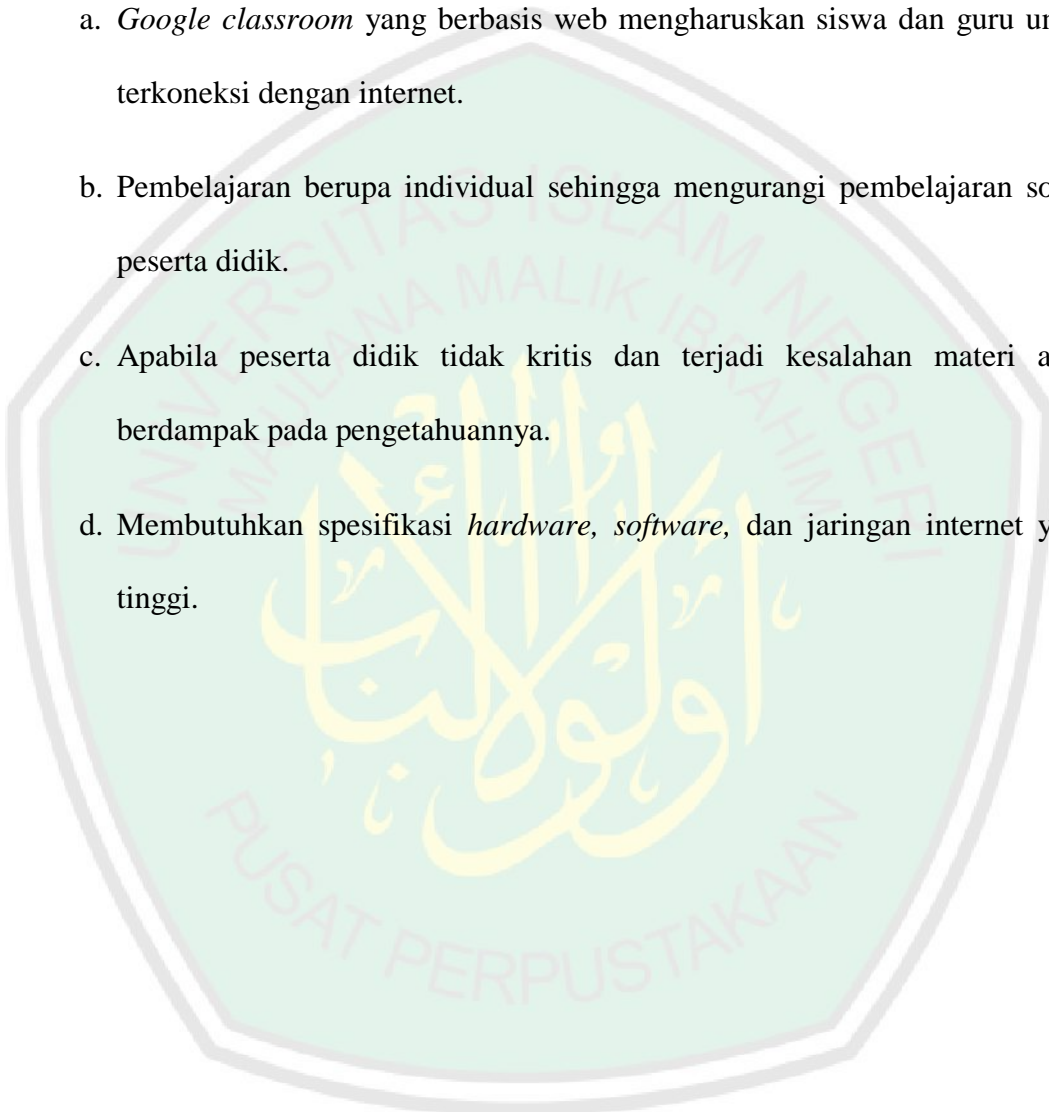 a. Google classroom yang berbasis web mengharuskan siswa dan guru un
terkoneksi dengan internet.
b. Pembelajaran berupa individual sehingga mengurangi pembelajaran so
peserta didik.
c. Apabila peserta didik tidak kritis dan terjadi kesalahan materi a
berdampak pada pengetahuannya.
d. Membutuhkan spesifikasi hardware, software, dan jaringan internet y
tinggi.
UNIVERSITAS ISLAM NEGERI
MAULANA MALIK IBRAHIM
PUSAT PERPUSTAKAAN